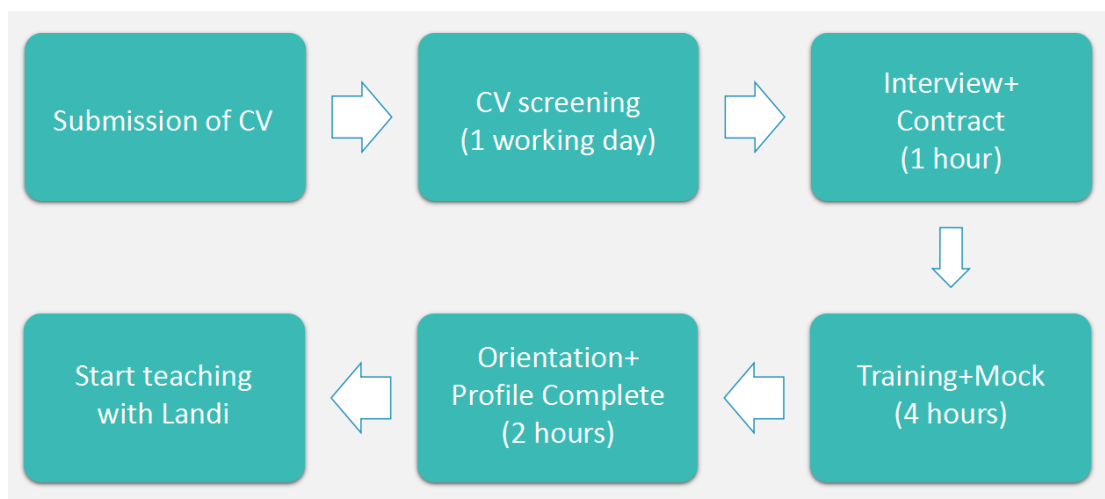 Submission of CV
CV screening
(1 working day)
Interview+
Contract
(1 hour)
Training+Mock
(4 hours)
Orientation+
Profile Complete
(2 hours)
Start teaching
with Landi